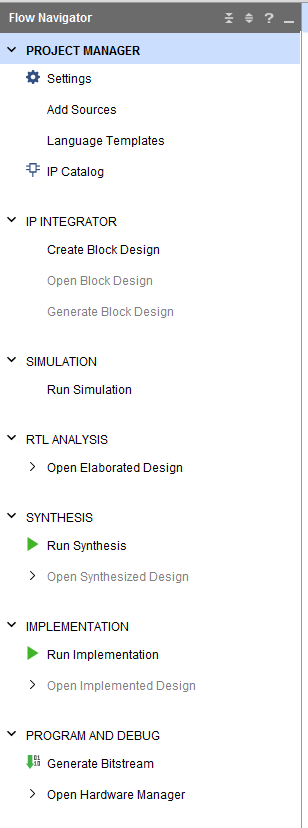 Flow Navigator
PROJECT MANAGER
Settings
Add Sources
Language Templates
IP Catalog
IP INTEGRATOR
Create Block Design
Open Block Design
Generate Block Design
SIMULATION
Run Simulation
RTL ANALYSIS
Open Elaborated Design
SYNTHESIS
Run Synthesis
Open Synthesized Design
IMPLEMENTATION
Run Implementation
Open Implemented Design
PROGRAM AND DEBUG
Generate Bitstream
Open Hardware Manager